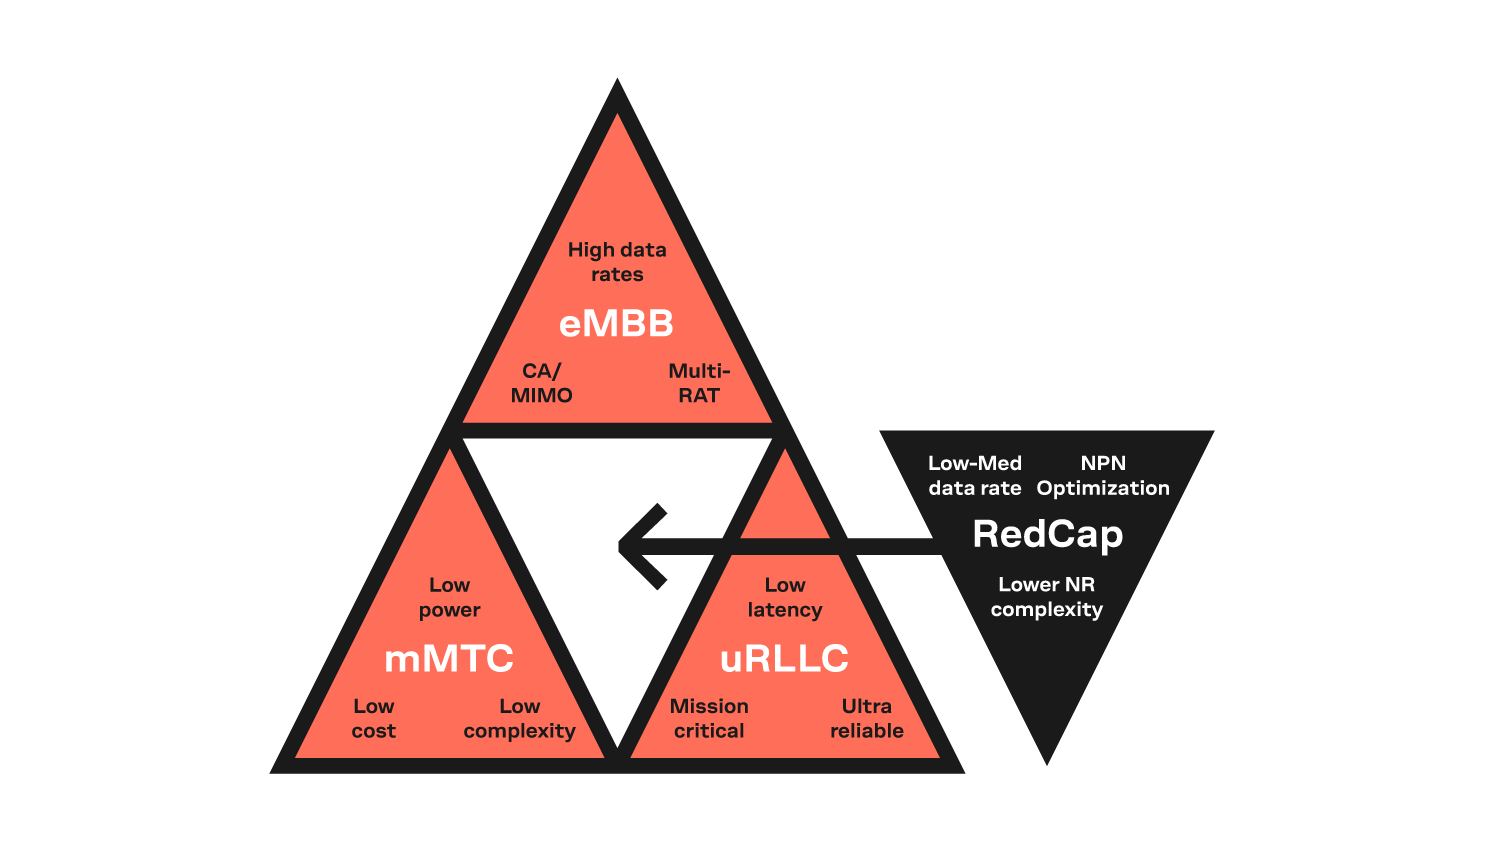 High data
rates
eMBB
CA/
MIMO
Multi-
RAT
Low
power
mMTC
Low
cost
Low
complexity
Low
latency
uRLLC
Mission
critical
Ultra
reliable
Low-Med
data rate
NPN
Optimization
RedCap
Lower NR
complexity